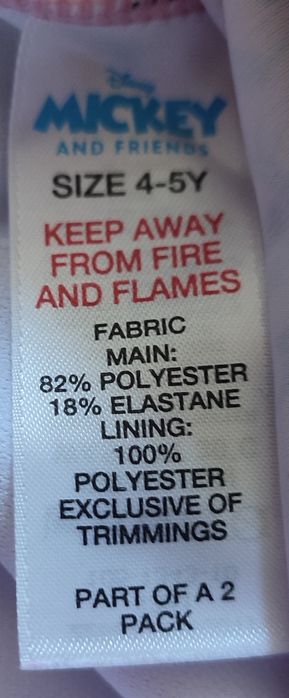 Disney
MICKEY
AND FRIENDS
SIZE 4-5Y
KEEP AWAY
FROM FIRE
AND FLAMES
FABRIC
MAIN:
82% POLYESTER
18% ELASTANE
LINING:
100%
POLYESTER
EXCLUSIVE OF
TRIMMINGS
PART OF A 2
PACK